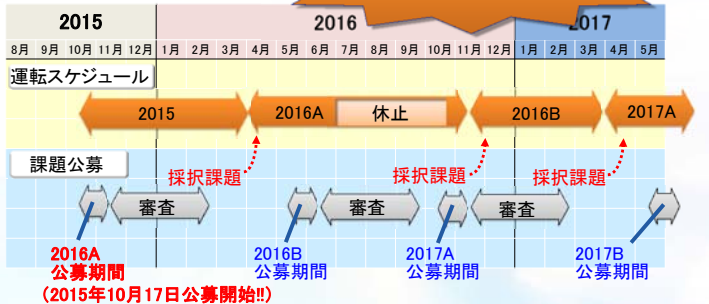 2015 2016 2017
8月 9月 10月 11月 12月 1月 2月 3月 4月 5月 6月 7月 8月 9月 10月 11月 12月 1月 2月 3月 4月 5月
運転スケジュール
2015 2016A 休止 2016B 2017A
課題公募
採択課題 採択課題 採択課題
審査 審査 審査
2016A 2016B 2017A 2017B
公募期間 公募期間 公募期間 公募期間
(2015年10月17日公募開始!!)